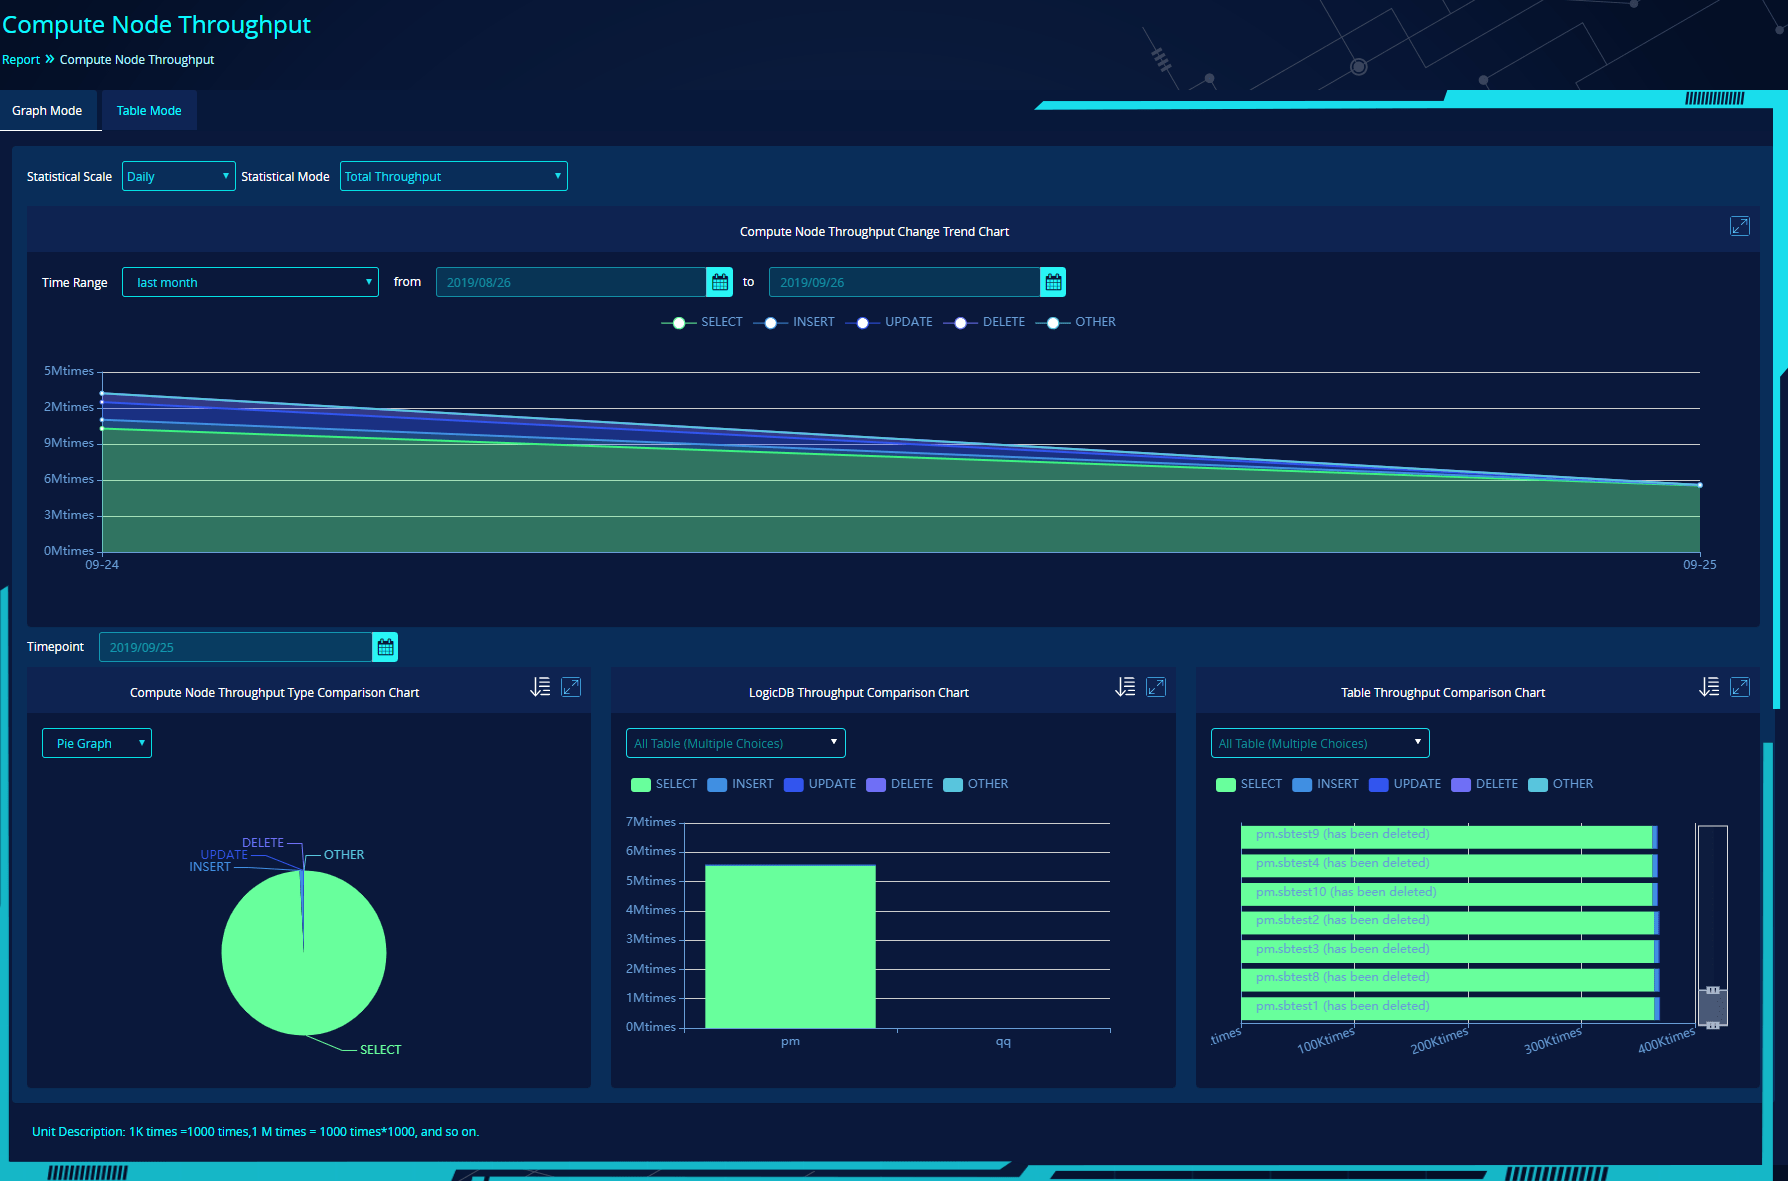 Compute Node Throughput
Report » Compute Node Throughput
Graph Mode Table Mode
Statistical Scale Daily Statistical Mode Total Throughput
Compute Node Throughput Change Trend Chart
Time Range last month from 2019/08/26 to 2019/09/26
SELECT INSERT UPDATE DELETE OTHER
5Mtimes
2Mtimes
9Mtimes
6Mtimes
3Mtimes
0Mtimes
09-24 09-25
Timepoint 2019/09/25
Compute Node Throughput Type Comparison Chart
Pie Graph
DELETE
UPDATE
OTHER
INSERT
SELECT
LogicDB Throughput Comparison Chart
All Table (Multiple Choices)
SELECT INSERT UPDATE DELETE OTHER
7Mtimes
6Mtimes
5Mtimes
4Mtimes
3Mtimes
2Mtimes
1Mtimes
0Mtimes
pm qq
Table Throughput Comparison Chart
All Table (Multiple Choices)
SELECT INSERT UPDATE DELETE OTHER
pm.sbtest9 (has been deleted)
pm.sbtest4 (has been deleted)
pm.sbtest10 (has been deleted)
pm.sbtest2 (has been deleted)
pm.sbtest3 (has been deleted)
pm.sbtest8 (has been deleted)
pm.sbtest1 (has been deleted)
times 100Ktimes 200Ktimes 300Ktimes 400Ktimes
Unit Description: 1K times =1000 times,1 M times = 1000 times*1000, and so on.